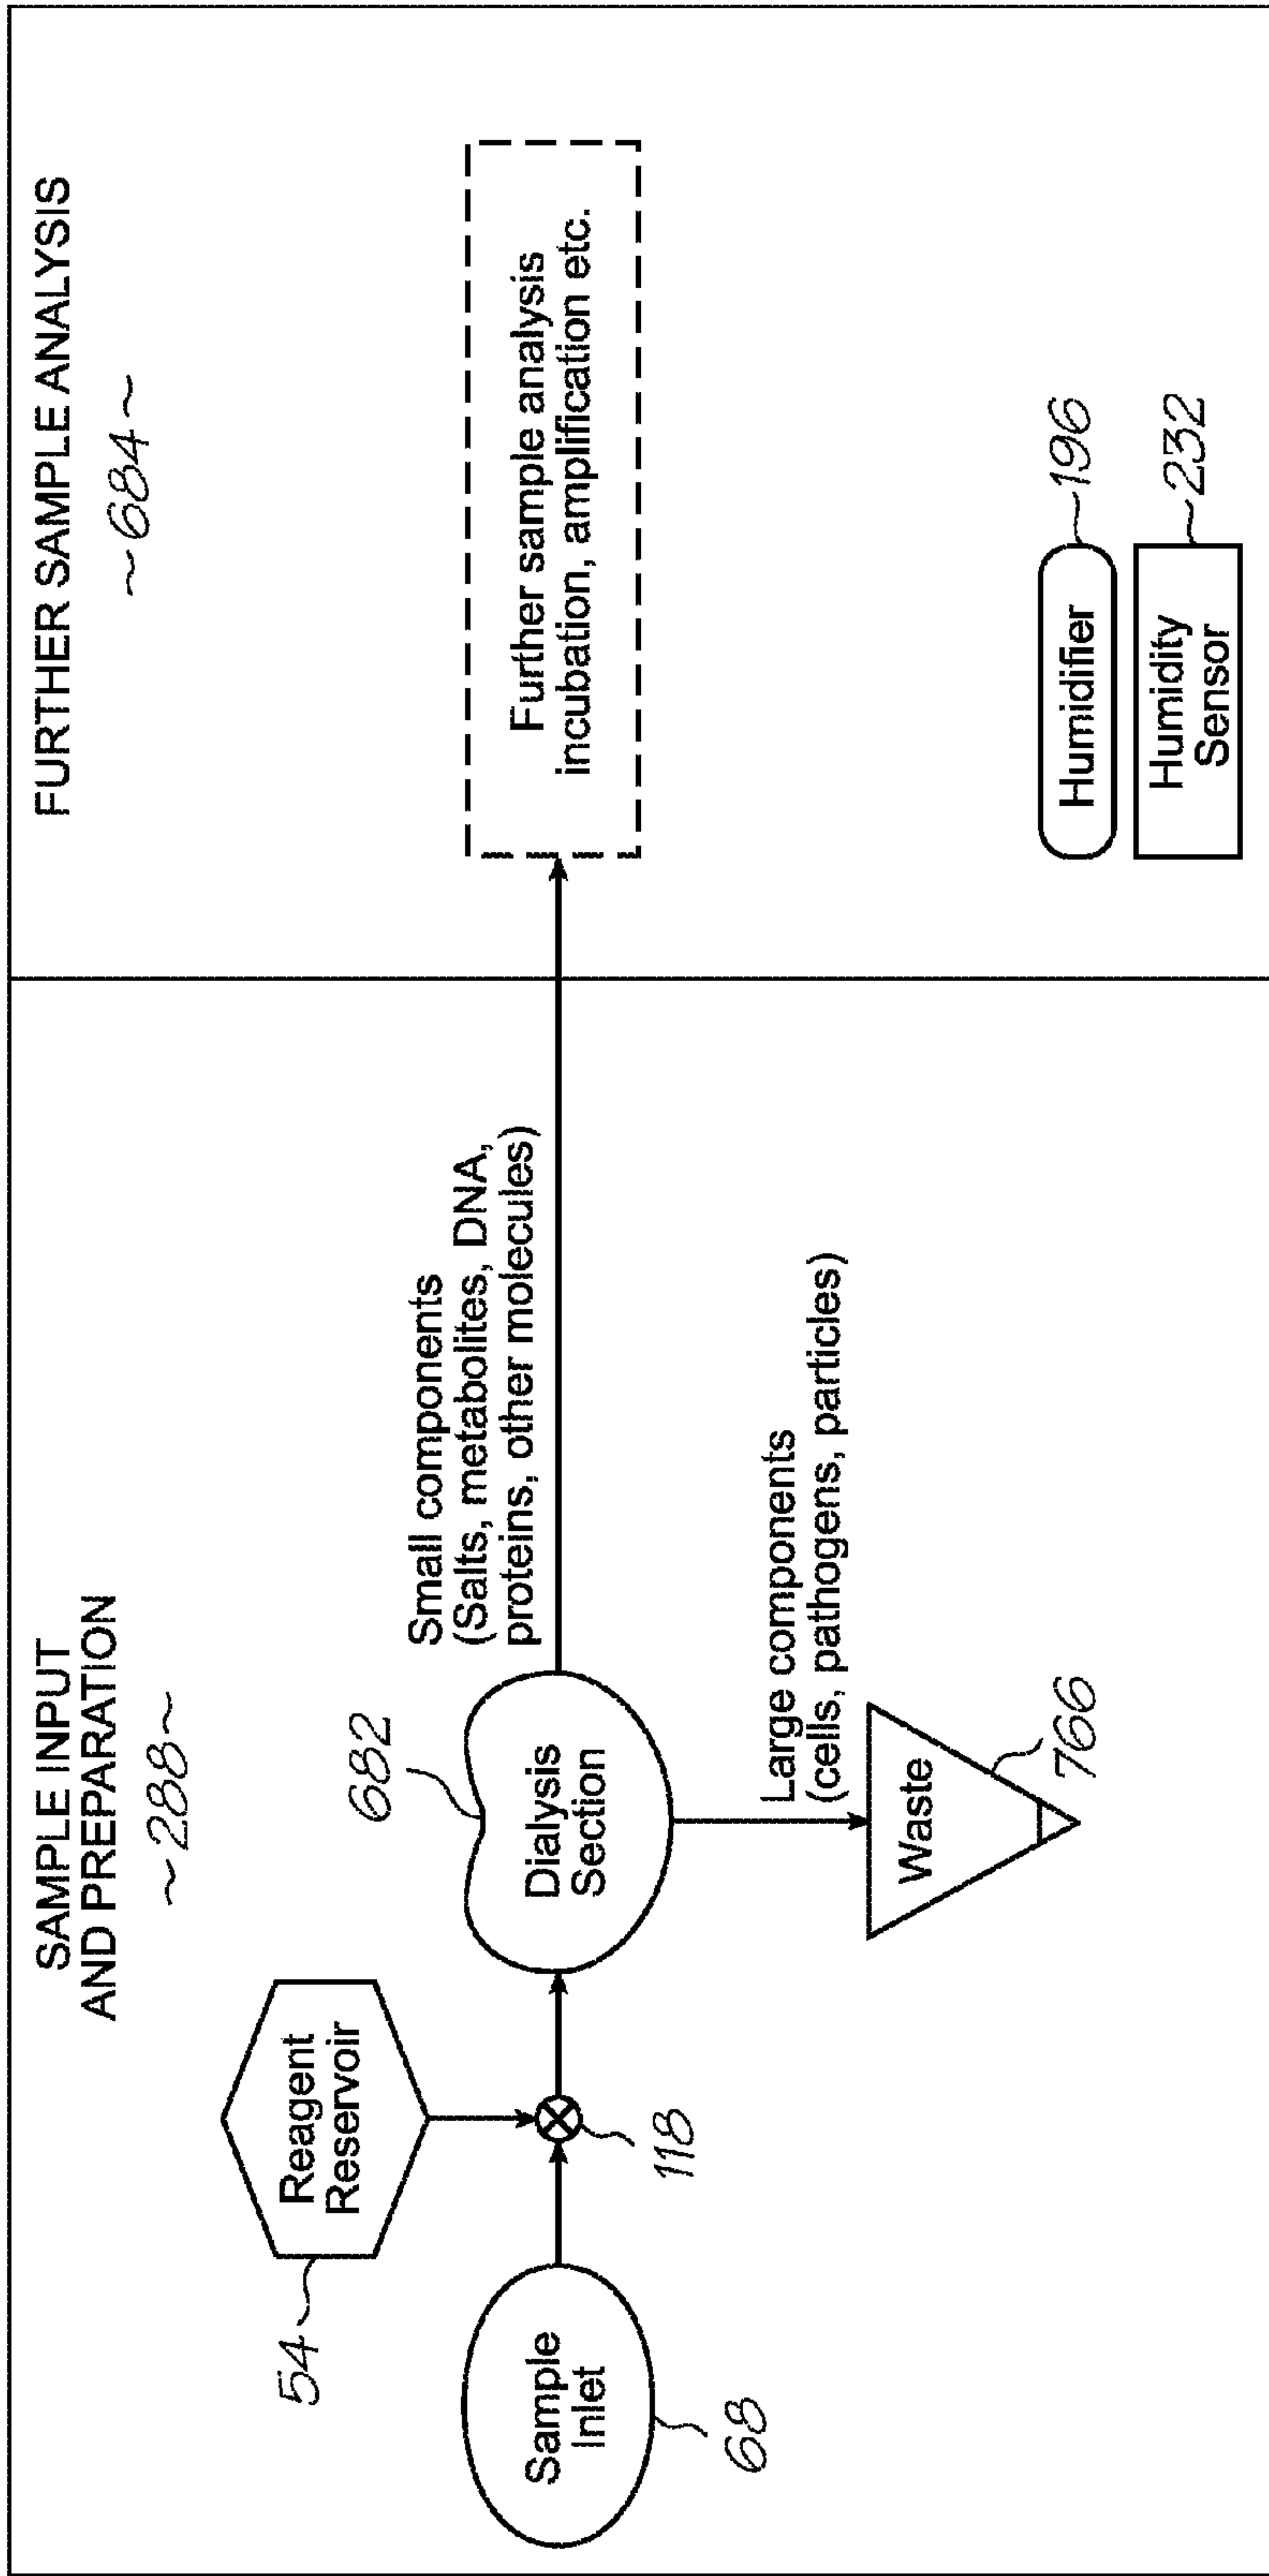 SAMPLE INPUT
AND PREPARATION
~288~
54
Reagent
Reservoir
Sample
Inlet
68
118
682
Dialysis
Section
Small components
(Salts, metabolites, DNA,
proteins, other molecules)
Large components
(cells, pathogens, particles)
Waste
766
FURTHER SAMPLE ANALYSIS
~684~
Further sample analysis
incubation, amplification etc.
Humidifier
196
Humidity
Sensor
232